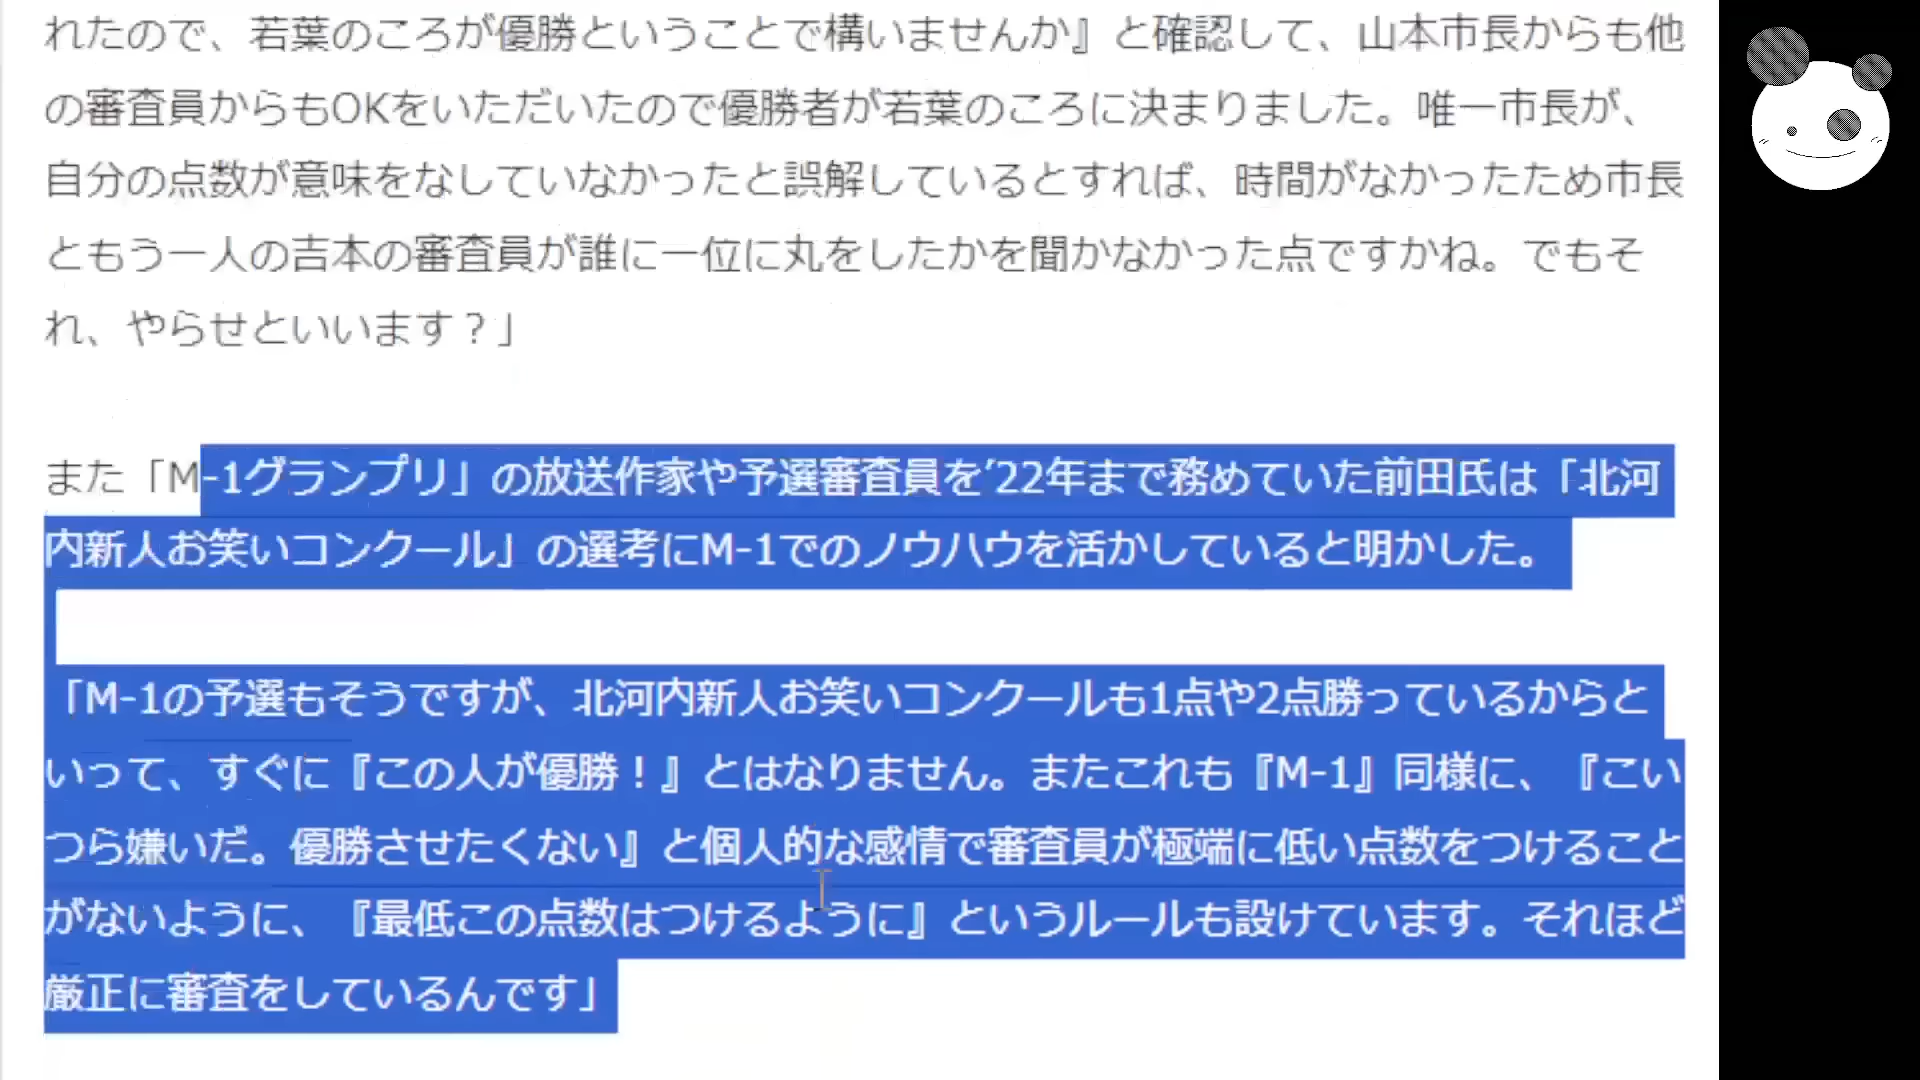 れたので、若葉のころが優勝ということで構いませんか』と確認して、山本市長からも他
の審査員からもOKをいただいたので優勝者が若葉のころに決まりました。唯一市長が、
自分の点数が意味をなしていなかったと誤解しているとすれば、時間がなかったため市長
ともう一人の吉本の審査員が誰に一位に丸をしたかを聞かなかった点ですかね。でもそ
れ、やらせといいます？」
また「M-1グランプリ」の放送作家や予選審査員を’22年まで務めていた前田氏は「北河
内新人お笑いコンクール」の選考にM-1でのノウハウを活かしていると明かした。
「M-1の予選もそうですが、北河内新人お笑いコンクールも1点や2点勝っているからと
いって、すぐに『この人が優勝！』とはなりません。またこれも『M-1』同様に、『こい
つら嫌いだ。優勝させたくない』と個人的な感情で審査員が極端に低い点数をつけること
がないように、『最低この点数はつけるように』というルールも設けています。それほど
厳正に審査をしているんです」